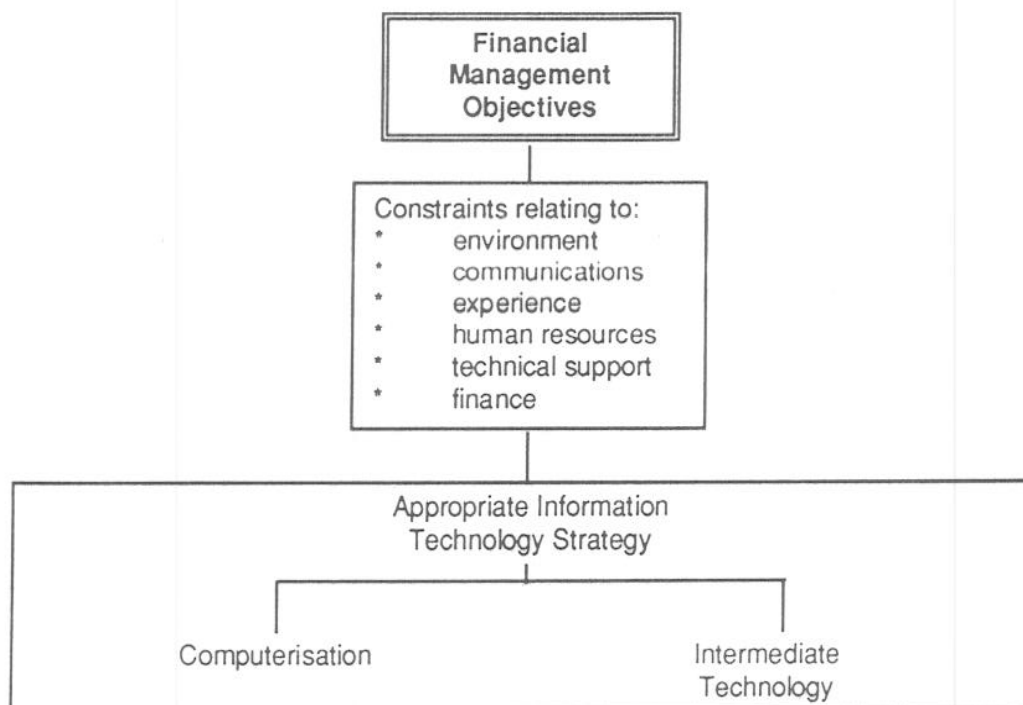 Financial
Management
Objectives
Constraints relating to:
* environment
* communications
* experience
* human resources
* technical support
* finance
Appropriate Information
Technology Strategy
Computerisation
Intermediate
Technology